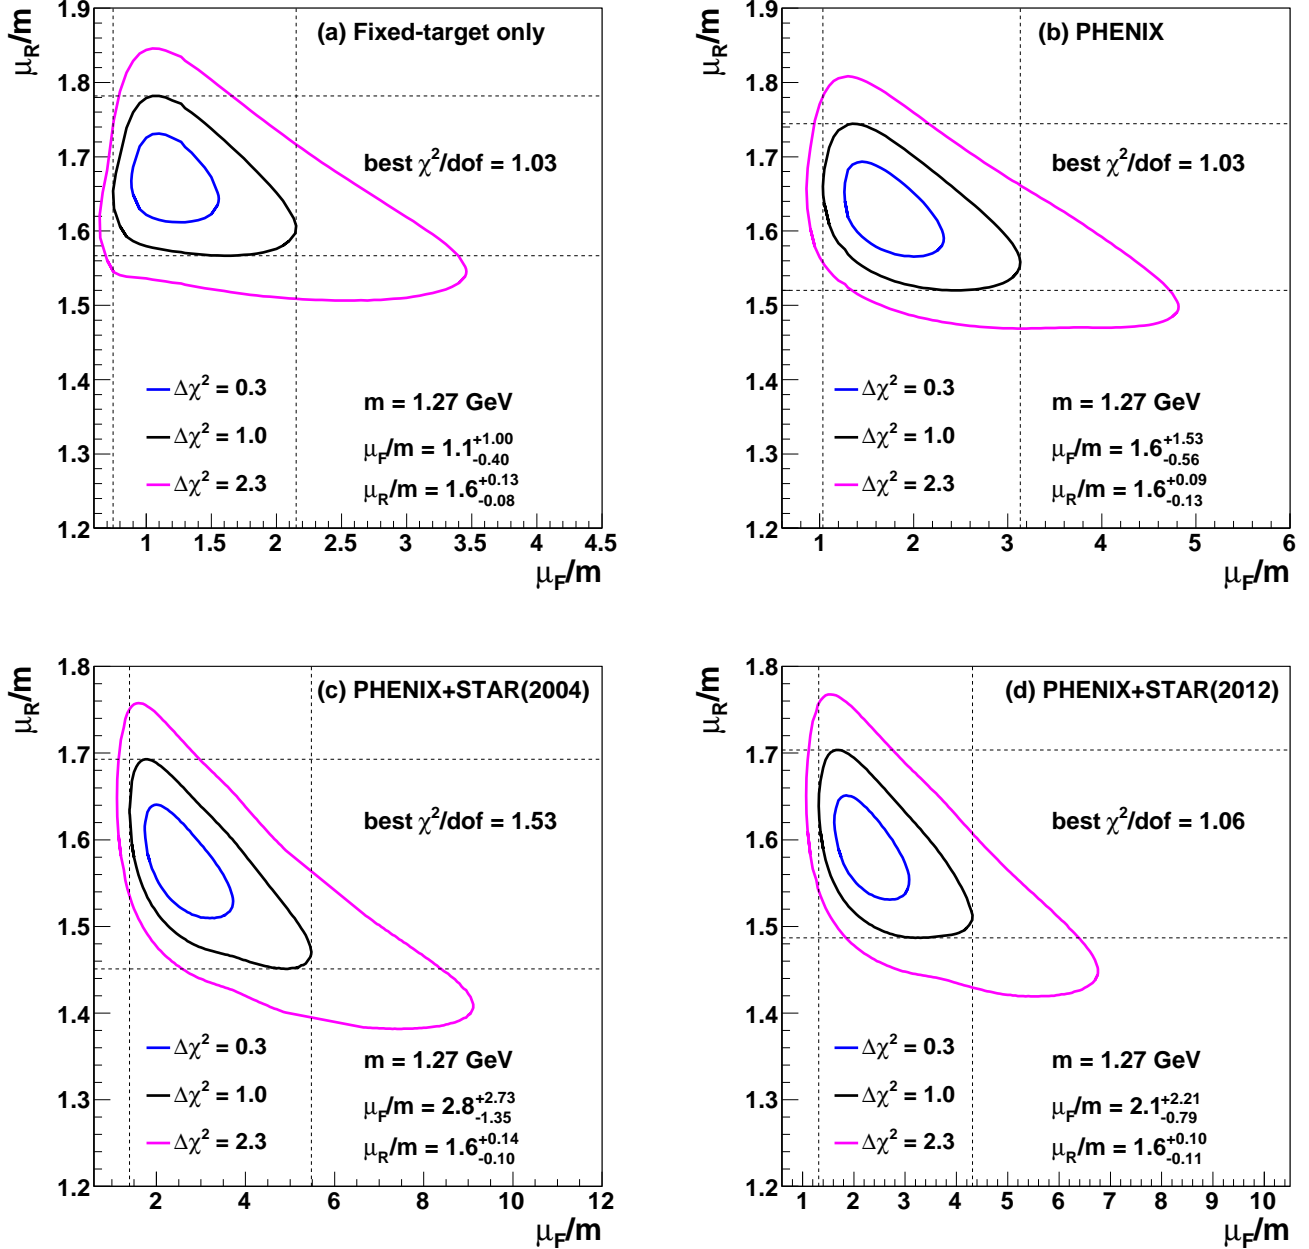 (a) Fixed-target only
μR/m
1.9
1.8
1.7
1.6
1.5
1.4
1.3
1.2
best χ²/dof = 1.03
Δχ² = 0.3
Δχ² = 1.0
Δχ² = 2.3
m = 1.27 GeV
μF/m = 1.1 +1.00 -0.40
μR/m = 1.6 +0.13 -0.08
1 1.5 2 2.5 3 3.5 4 4.5
μF/m
(b) PHENIX
μR/m
1.9
1.8
1.7
1.6
1.5
1.4
1.3
1.2
best χ²/dof = 1.03
Δχ² = 0.3
Δχ² = 1.0
Δχ² = 2.3
m = 1.27 GeV
μF/m = 1.6 +1.53 -0.56
μR/m = 1.6 +0.09 -0.13
1 2 3 4 5 6
μF/m
(c) PHENIX+STAR(2004)
μR/m
1.8
1.7
1.6
1.5
1.4
1.3
1.2
best χ²/dof = 1.53
Δχ² = 0.3
Δχ² = 1.0
Δχ² = 2.3
m = 1.27 GeV
μF/m = 2.8 +2.73 -1.35
μR/m = 1.6 +0.14 -0.10
2 4 6 8 10 12
μF/m
(d) PHENIX+STAR(2012)
μR/m
1.8
1.7
1.6
1.5
1.4
1.3
1.2
best χ²/dof = 1.06
Δχ² = 0.3
Δχ² = 1.0
Δχ² = 2.3
m = 1.27 GeV
μF/m = 2.1 +2.21 -0.79
μR/m = 1.6 +0.10 -0.11
1 2 3 4 5 6 7 8 9 10
μF/m